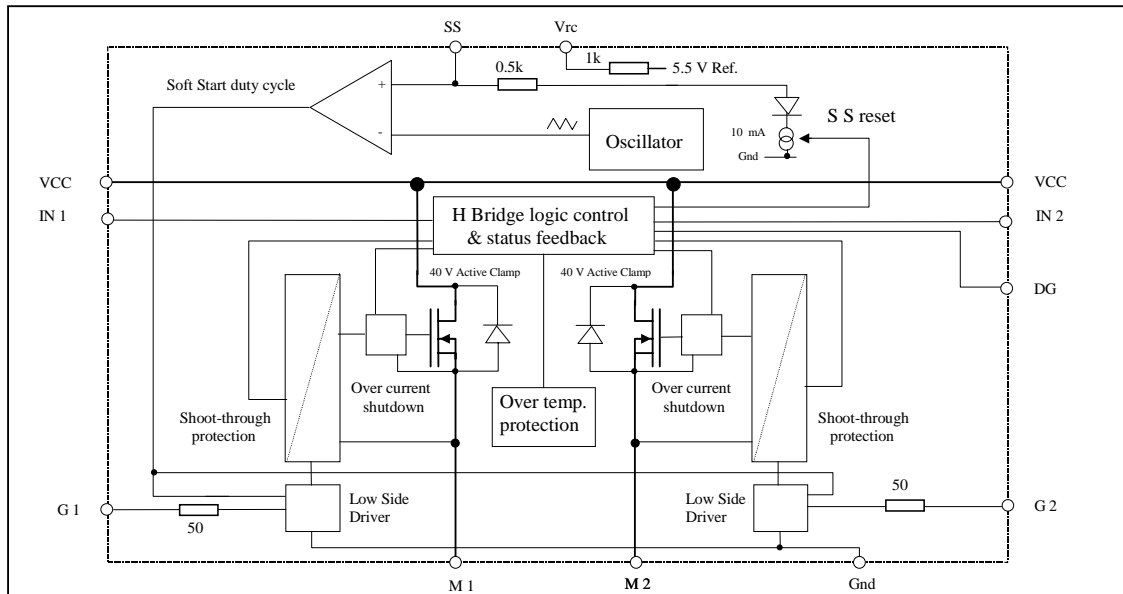 SS
Vrc
1k
0.5k
5.5 V Ref.
Soft Start duty cycle
+
S S reset
10 mA
-
Oscillator
Gnd
VCC
VCC
IN 1
H Bridge logic control
& status feedback
IN 2
40 V Active Clamp
40 V Active Clamp
DG
Over current
shutdown
Over temp.
protection
Over current
shutdown
Shoot-through
protection
Shoot-through
protection
G 1
50
Low Side
Driver
Low Side
Driver
50
G 2
M 1
M 2
Gnd